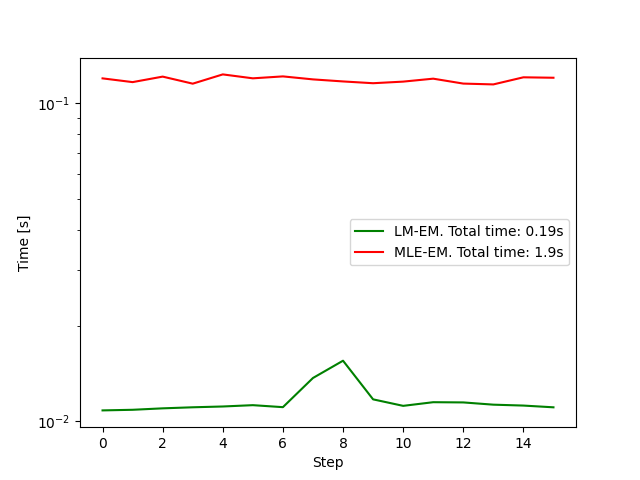 10⁻¹
10⁻²
Time [s]
LM-EM. Total time: 0.19s
MLE-EM. Total time: 1.9s
0 2 4 6 8 10 12 14
Step